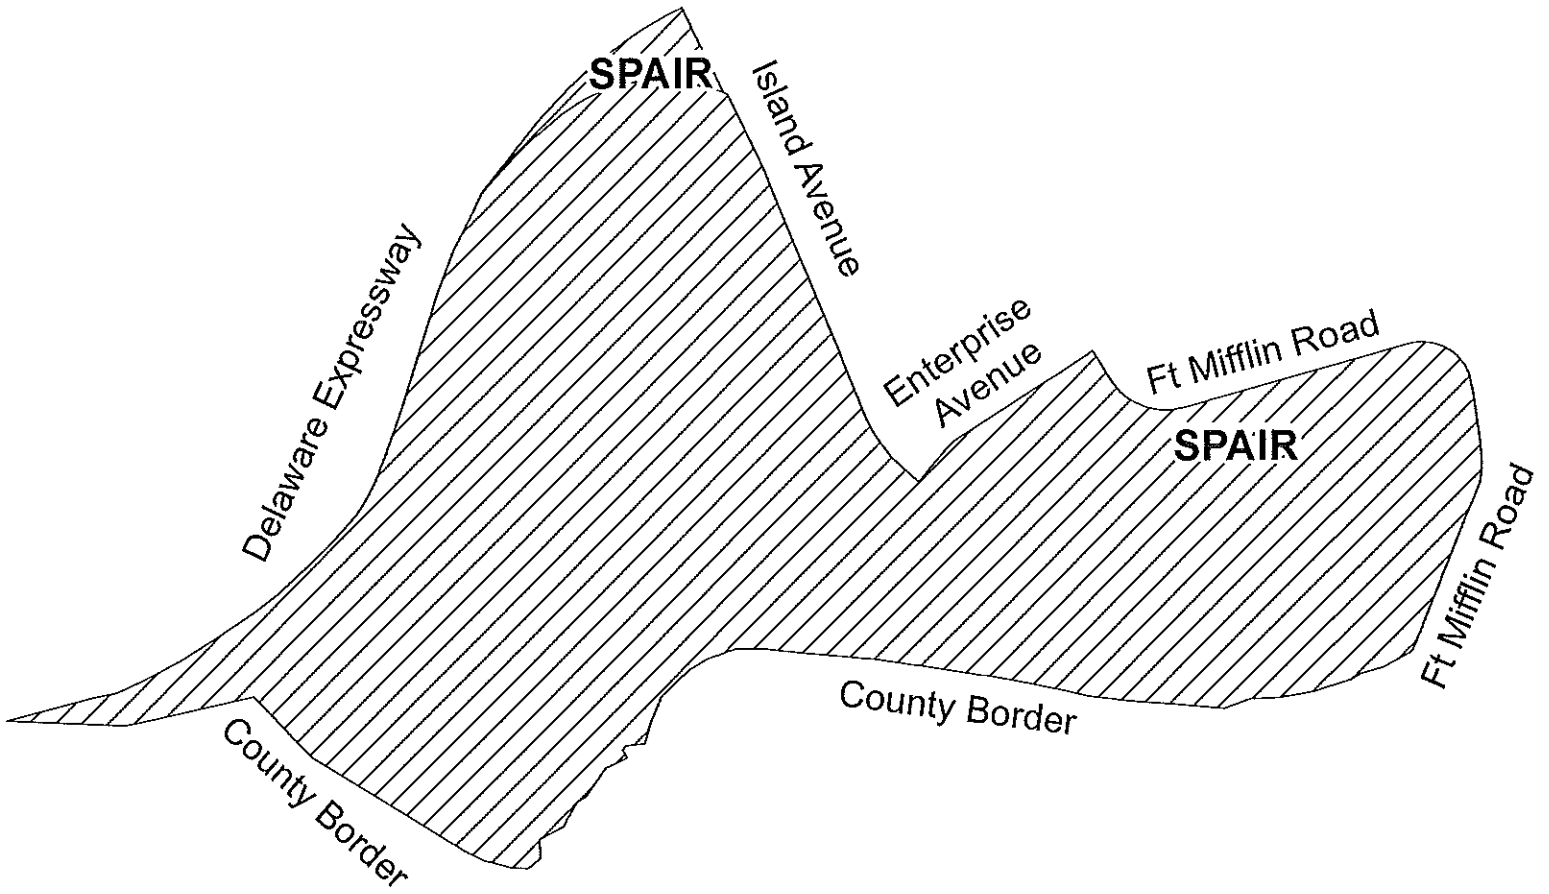 SPAIR
Island Avenue
Delaware Expressway
Enterprise
Avenue
Ft Mifflin Road
SPAIR
Ft Mifflin Road
County Border
County Border